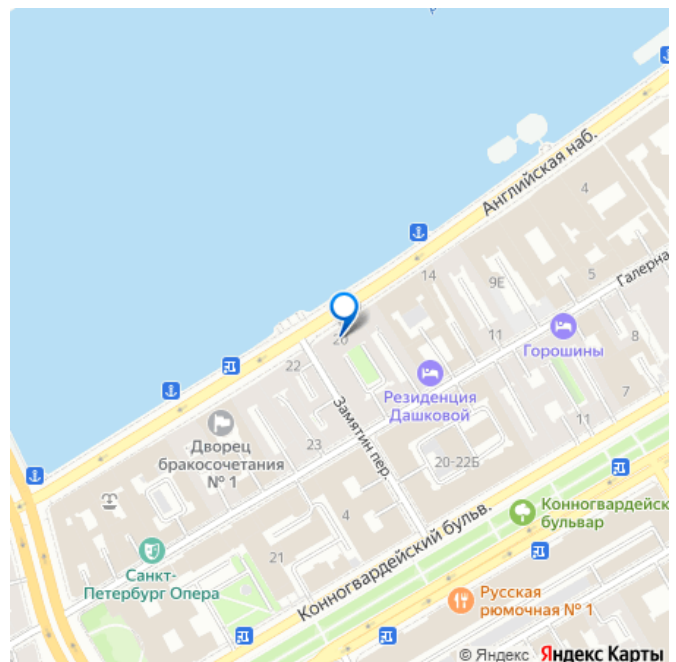 Английская наб.
4
14
9Е
5
Галерна
20
11
Горошины
8
22
Резиденция
Дашковой
7
11
Замятин пер.
Дворец
бракосочетания
№ 1
23
20-22Б
4
Конногвардейск
бульвар
Конногвардейский бульв.
21
Санкт-
Петербург Опера
Русская
рюмочная № 1
© Яндекс Яндекс Карты